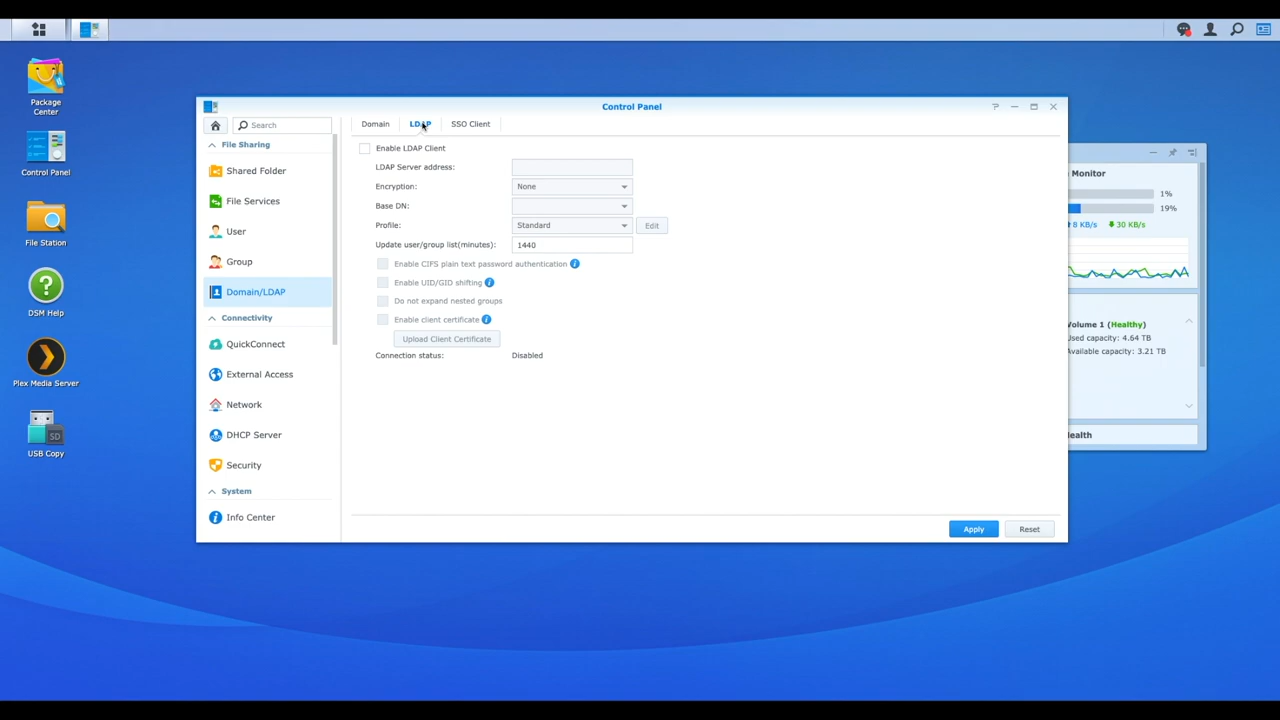 Package
Center
Control Panel
File Station
DSM Help
Plex Media Server
SD
USB Copy
Control Panel
Search
File Sharing
Shared Folder
File Services
User
Group
Domain/LDAP
Connectivity
QuickConnect
External Access
Network
DHCP Server
Security
System
Info Center
Domain
LDAP
SSO Client
Enable LDAP Client
LDAP Server address:
Encryption: None
Base DN:
Profile: Standard Edit
Update user/group list(minutes): 1440
Enable CIFS plain text password authentication
Enable UID/GID shifting
Do not expand nested groups
Enable client certificate
Upload Client Certificate
Connection status: Disabled
Apply Reset
Monitor
1%
19%
8 KB/s 30 KB/s
olume 1 (Healthy)
Used capacity: 4.64 TB
Available capacity: 3.21 TB
ealth